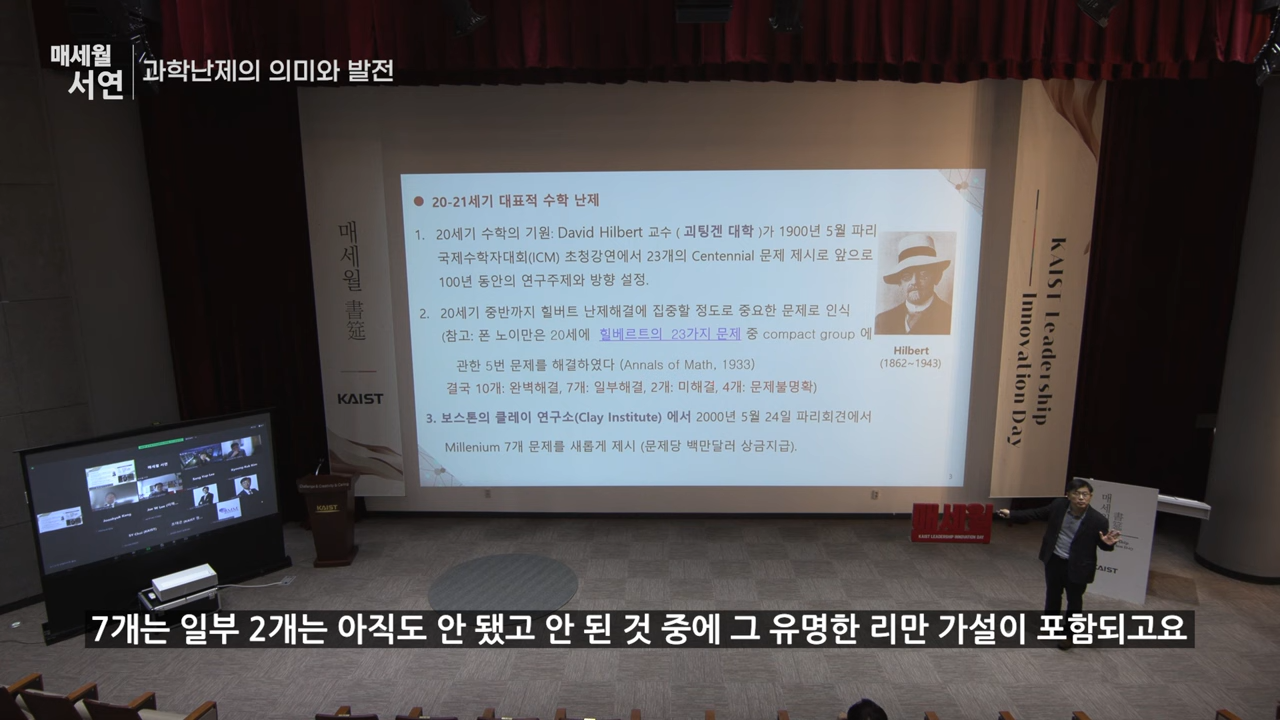 매세월
서연
과학난제의 의미와 발전
● 20-21세기 대표적 수학 난제
1. 20세기 수학의 기원: David Hilbert 교수 ( 괴팅겐 대학 )가 1900년 5월 파리
국제수학자대회(ICM) 초청강연에서 23개의 Centennial 문제 제시로 앞으로
100년 동안의 연구주제와 방향 설정.
2. 20세기 중반까지 힐버트 난제해결에 집중할 정도로 중요한 문제로 인식
(참고: 폰 노이만은 20세에 힐베르트의 23가지 문제 중 compact group 에
관한 5번 문제를 해결하였다 (Annals of Math, 1933)
결국 10개: 완벽해결, 7개: 일부해결, 2개: 미해결, 4개: 문제불명확)
3. 보스톤의 클레이 연구소(Clay Institute) 에서 2000년 5월 24일 파리회견에서
Millenium 7개 문제를 새롭게 제시 (문제당 백만달러 상금지급).
Hilbert
(1862~1943)
3
매세월 書筵
KAIST
KAIST Leadership
Innovation Day
KAIST
매세월
KAIST LEADERSHIP INNOVATION DAY
매세
書筵
KAIST
7개는 일부 2개는 아직도 안 됐고 안 된 것 중에 그 유명한 리만 가설이 포함되고요